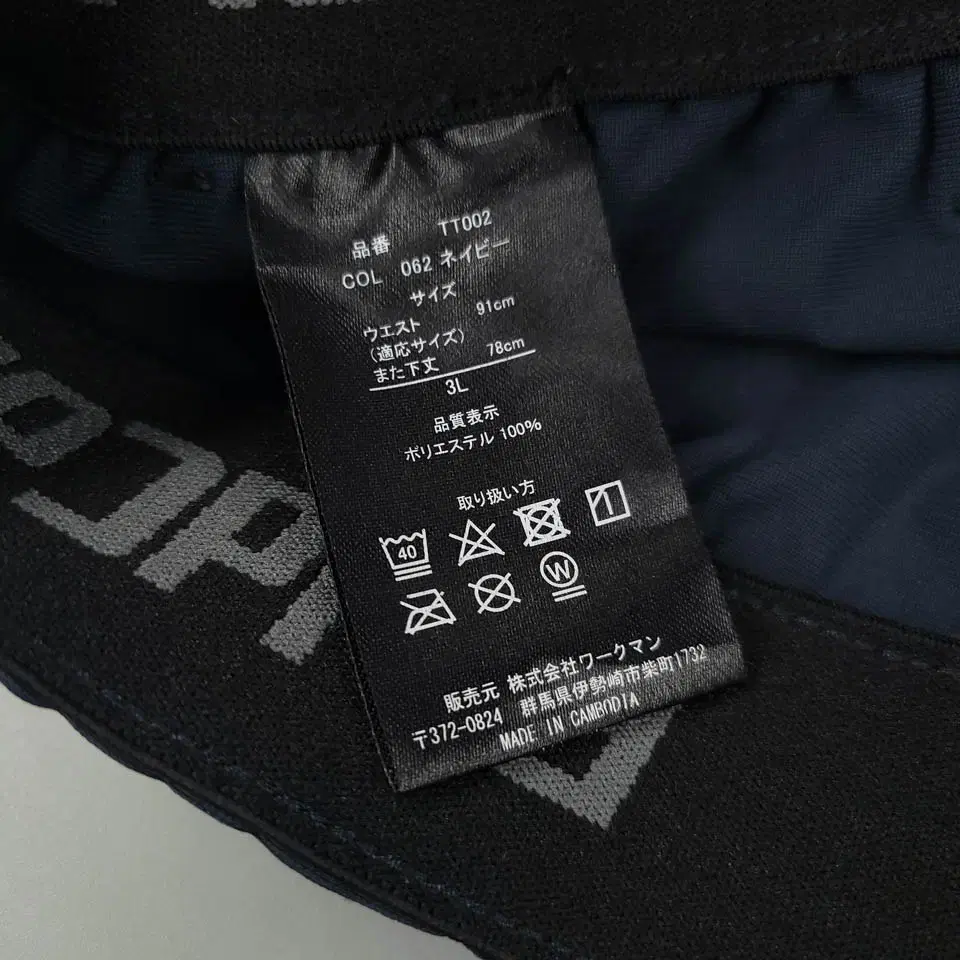 品番 TT002
COL 062 ネイビー
サイズ
ウエスト 91cm
(適応サイズ)
また下丈 78cm
3L
品質表示
ポリエステル 100%
取り扱い方
40
W
販売元 株式会社ワークマン
〒372-0824 群馬県伊勢崎市柴町1732
MADE IN CAMBODIA